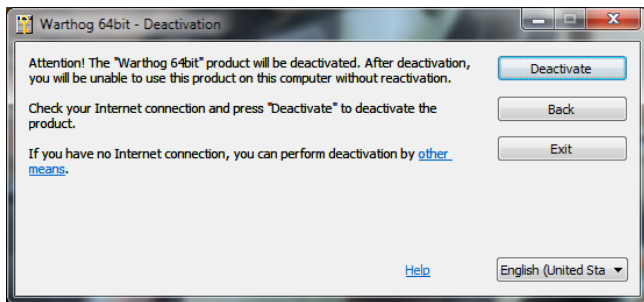 Warthog 64bit - Deactivation
Attention! The "Warthog 64bit" product will be deactivated. After deactivation,
you will be unable to use this product on this computer without reactivation.
Deactivate
Check your Internet connection and press "Deactivate" to deactivate the
product.
Back
If you have no Internet connection, you can perform deactivation by other
means.
Exit
Help
English (United Sta